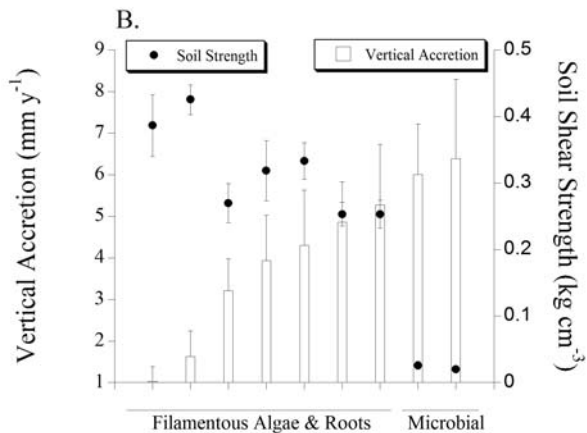 B.
Soil Strength
Vertical Accretion
Vertical Accretion (mm y-1)
9
8
7
6
5
4
3
2
1
0.5
0.4
0.3
0.2
0.1
0
Soil Shear Strength
(kg cm-3)
Filamentous Algae & Roots
Microbial